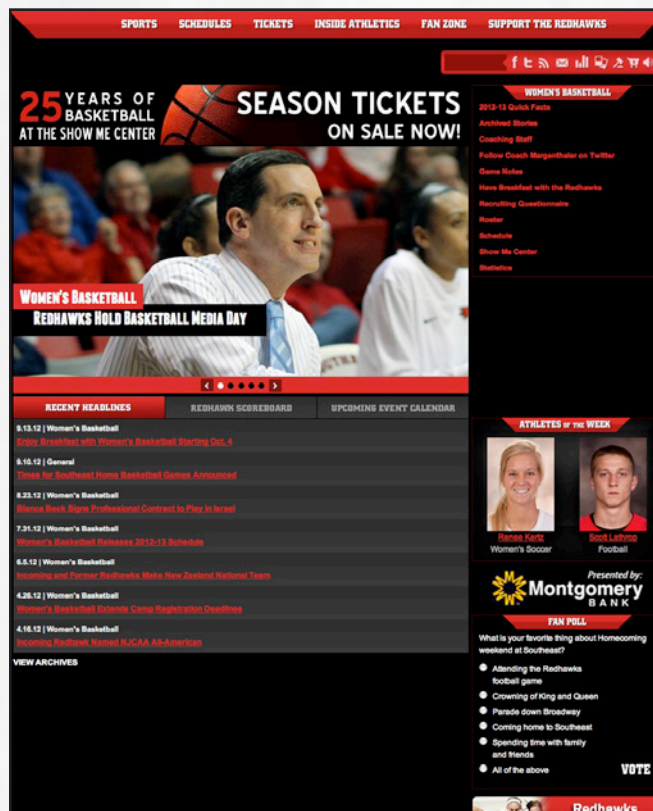 SPORTS SCHEDULES TICKETS INSIDE ATHLETICS FAN ZONE SUPPORT THE REDHAWKS
25 YEARS OF
BASKETBALL
AT THE SHOW ME CENTER
SEASON TICKETS
ON SALE NOW!
WOMEN'S BASKETBALL
REDHAWKS HOLD BASKETBALL MEDIA DAY
WOMEN'S BASKETBALL
2012-13 Quick Facts
Archived Stories
Coaching Staff
Follow Coach Margenthaler on Twitter
Game Notes
Have Breakfast with the Redhawks
Recruiting Questionnaire
Roster
Schedule
Show Me Center
Statistics
RECENT HEADLINES REDHAWK SCOREBOARD UPCOMING EVENT CALENDAR
9.13.12 | Women's Basketball
Enjoy Breakfast with Women's Basketball Starting Oct. 4
9.10.12 | General
Times for Southeast Home Basketball Games Announced
8.23.12 | Women's Basketball
Bianca Beck Signs Professional Contract to Play in Israel
7.31.12 | Women's Basketball
Women's Basketball Releases 2012-13 Schedule
6.5.12 | Women's Basketball
Incoming and Former Redhawks Make New Zealand National Team
4.26.12 | Women's Basketball
Women's Basketball Extends Camp Registration Deadlines
4.16.12 | Women's Basketball
Incoming Redhawk Named NJCAA All-American
VIEW ARCHIVES
ATHLETES OF THE WEEK
Renee Kertz Scott Lathrop
Women's Soccer Football
Presented by:
Montgomery
BANK
FAN POLL
What is your favorite thing about Homecoming
weekend at Southeast?
Attending the Redhawks
football game
Crowning of King and Queen
Parade down Broadway
Coming home to Southeast
Spending time with family
and friends
All of the above VOTE
Redhawks